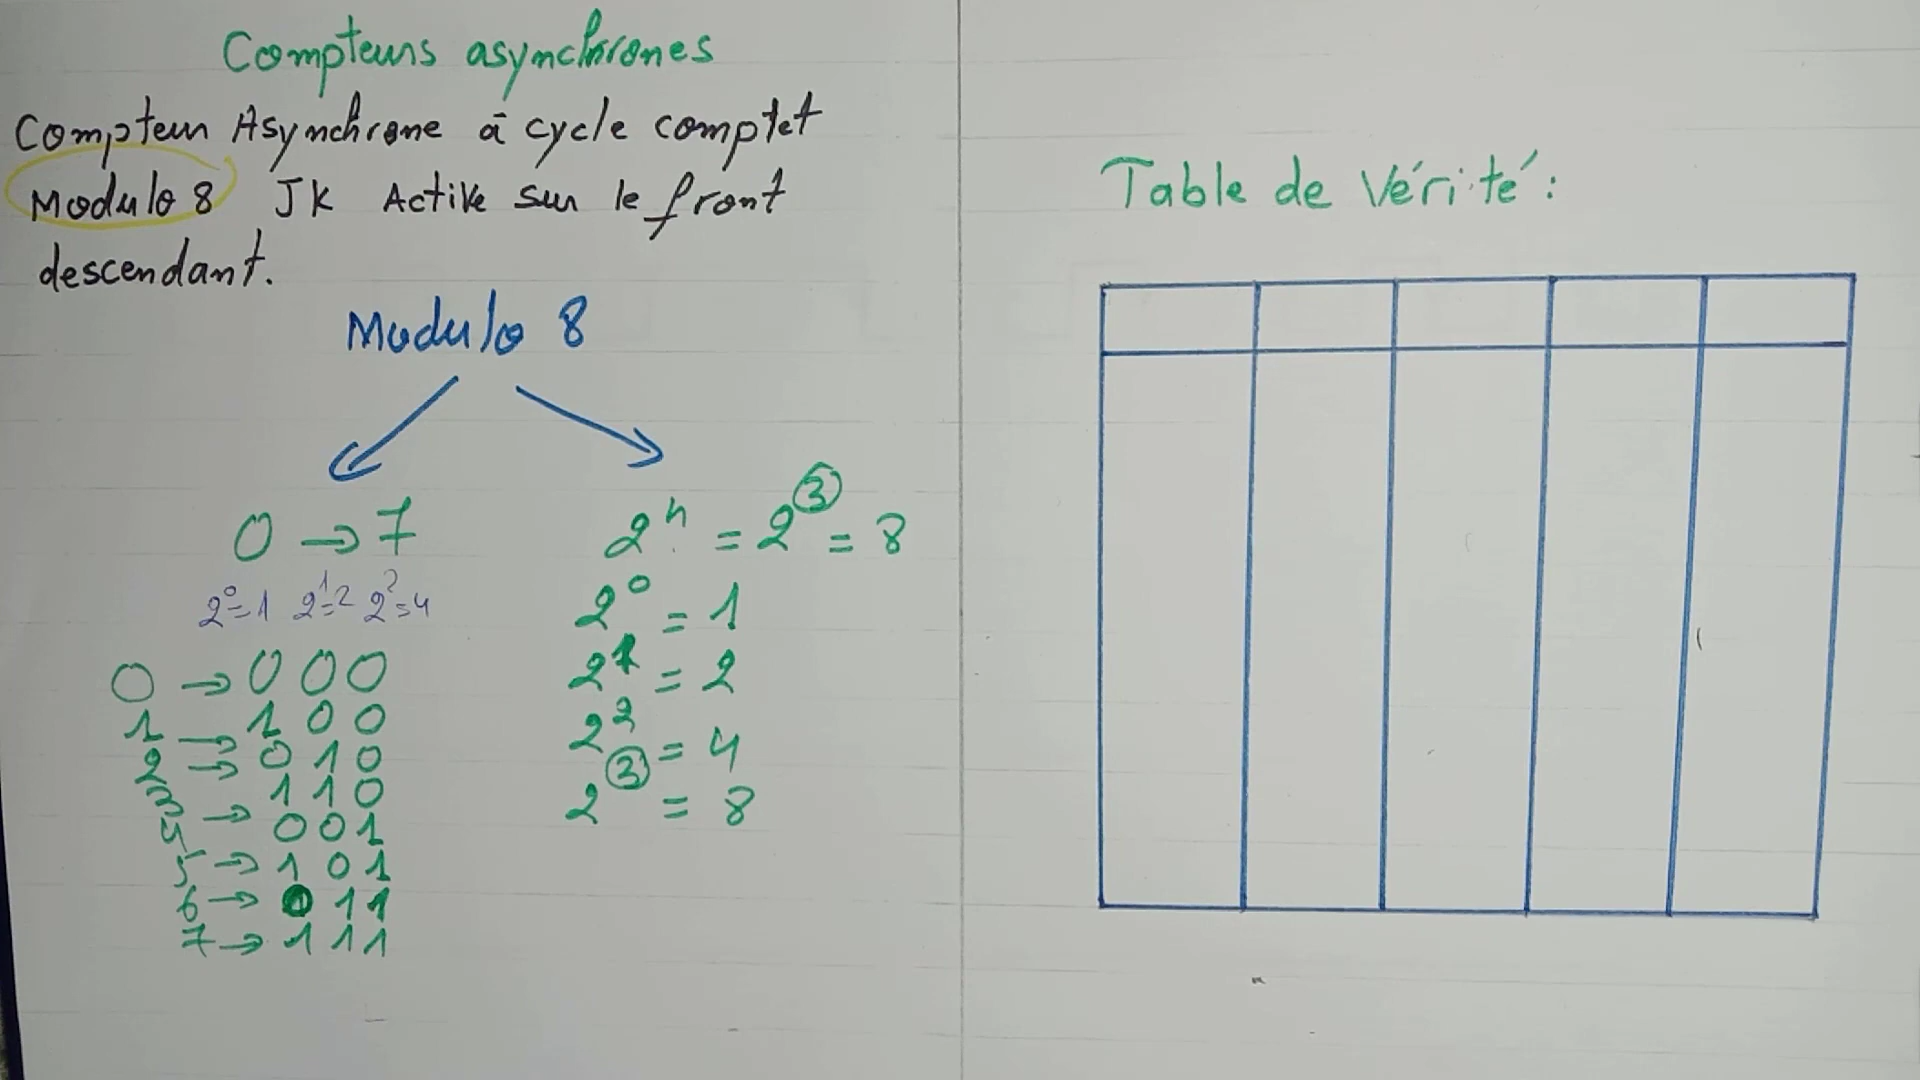 Compteurs asynchrones
Compteur Asynchrone à cycle complet
Modulo 8 JK Active sur le front
descendant.
Modulo 8
0 → 7
2⁰=1 2¹=2 2²=4
0 → 0 0 0
1 → 1 0 0
2 → 0 1 0
3 → 1 1 0
→ 0 0 1
5 → 1 0 1
6 → 0 1 1
7 → 1 1 1
2ⁿ = 2³ = 8
2⁰ = 1
2¹ = 2
2² = 4
2³ = 8
Table de Vérité :